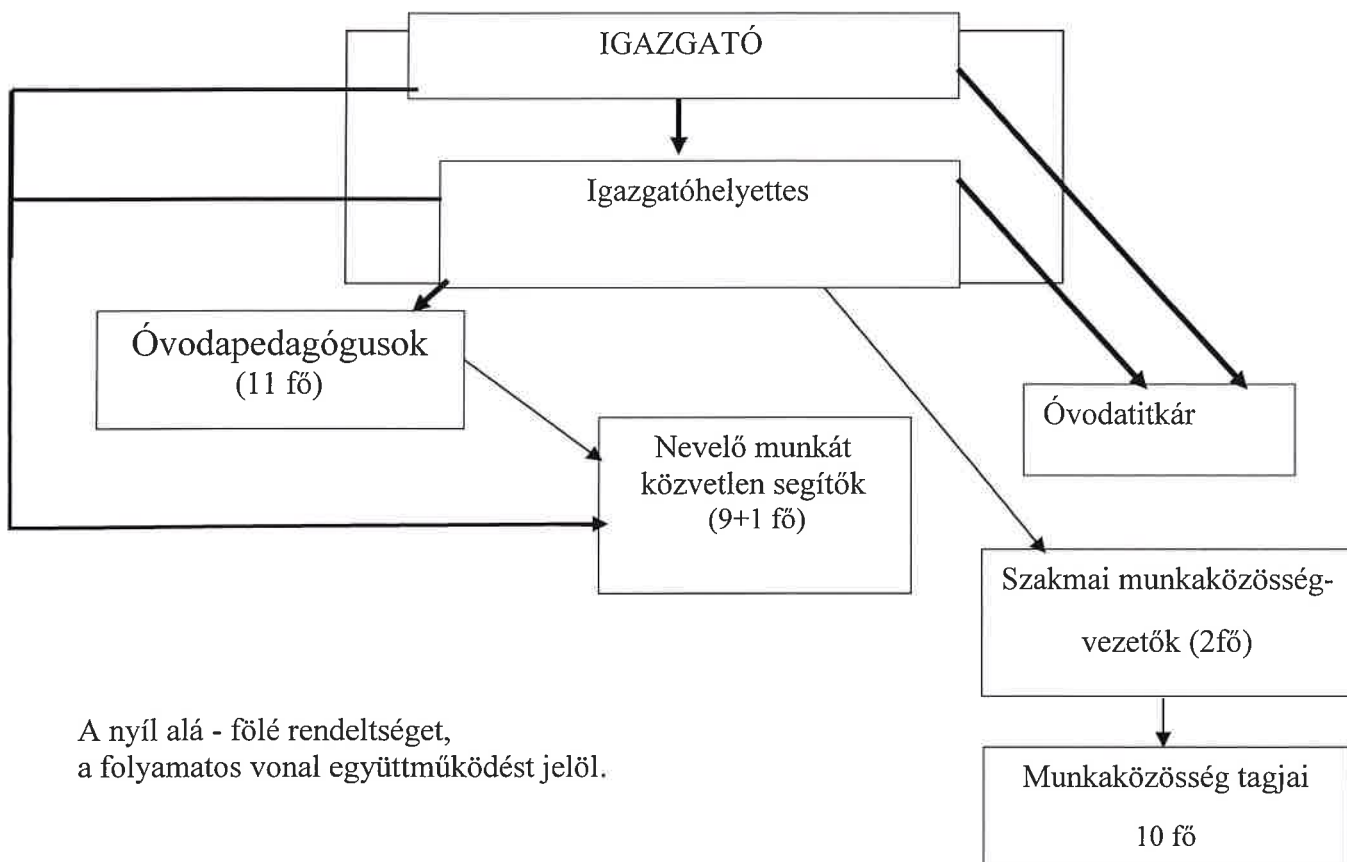 IGAZGATÓ
Igazgatóhelyettes
Óvodapedagógusok
(11 fő)
Óvodatitkár
Nevelő munkát
közvetlen segítők
(9+1 fő)
Szakmai munkaközösség-
vezetők (2fő)
A nyíl alá - fölé rendeltséget,
a folyamatos vonal együttműködést jelöl.
Munkaközösség tagjai
10 fő